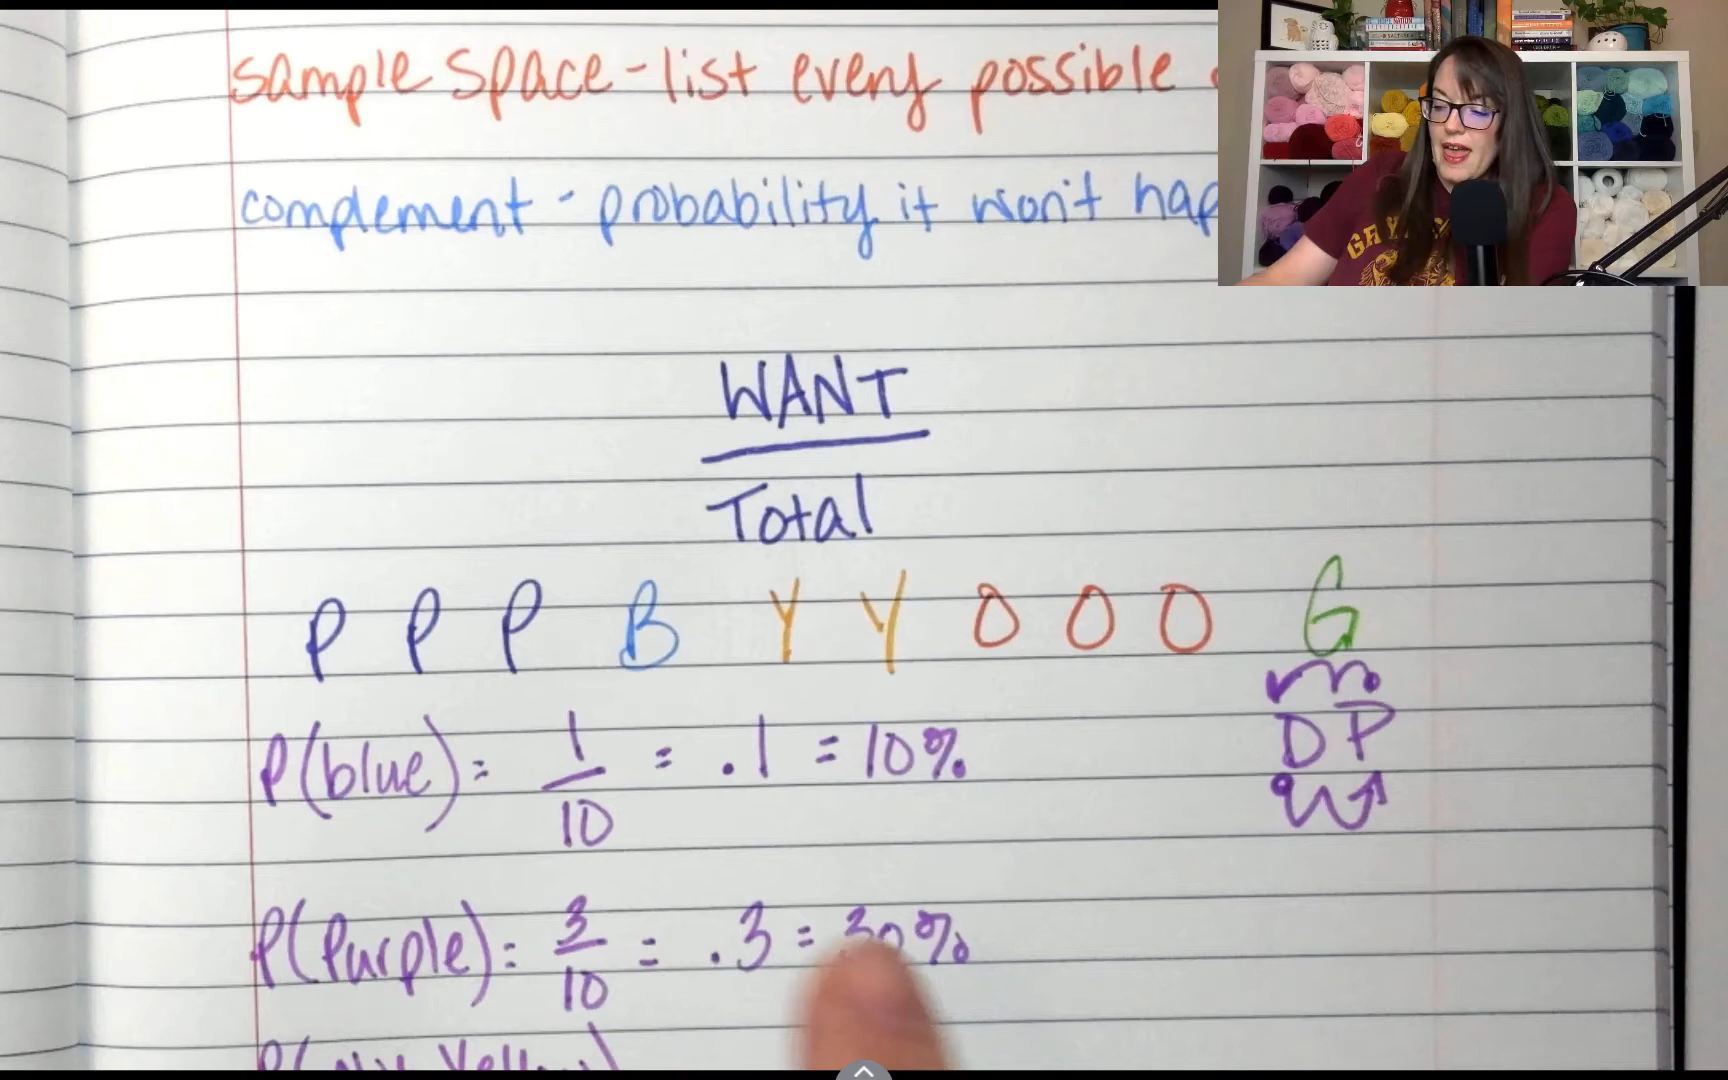 sample space - list every possible
complement - probability it won't hap
WANT
Total
P P P B Y Y O O O G
D P
P(blue) = 1/10 = .1 = 10%
P(Purple) = 3/10 = .3 = 30%